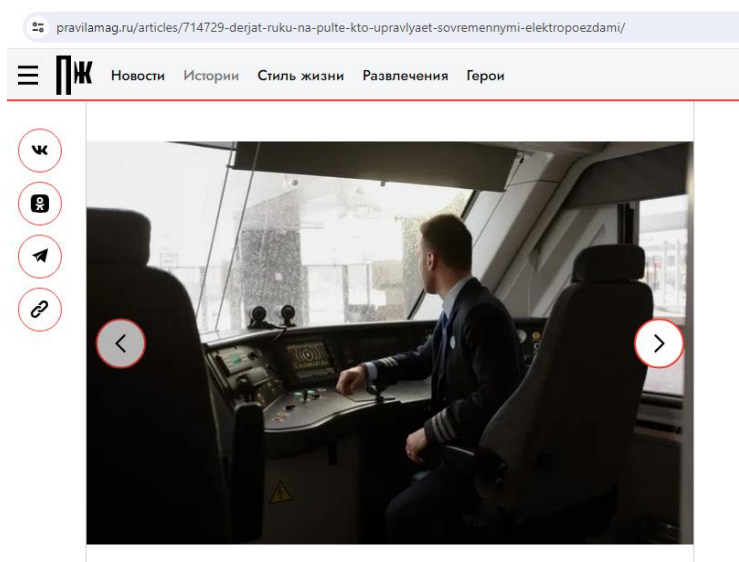 pravilamag.ru/articles/714729-derjat-ruku-na-pulte-kto-upravlyaet-sovremennymi-elektropoezdami/
ПЖ Новости Истории Стиль жизни Развлечения Герои